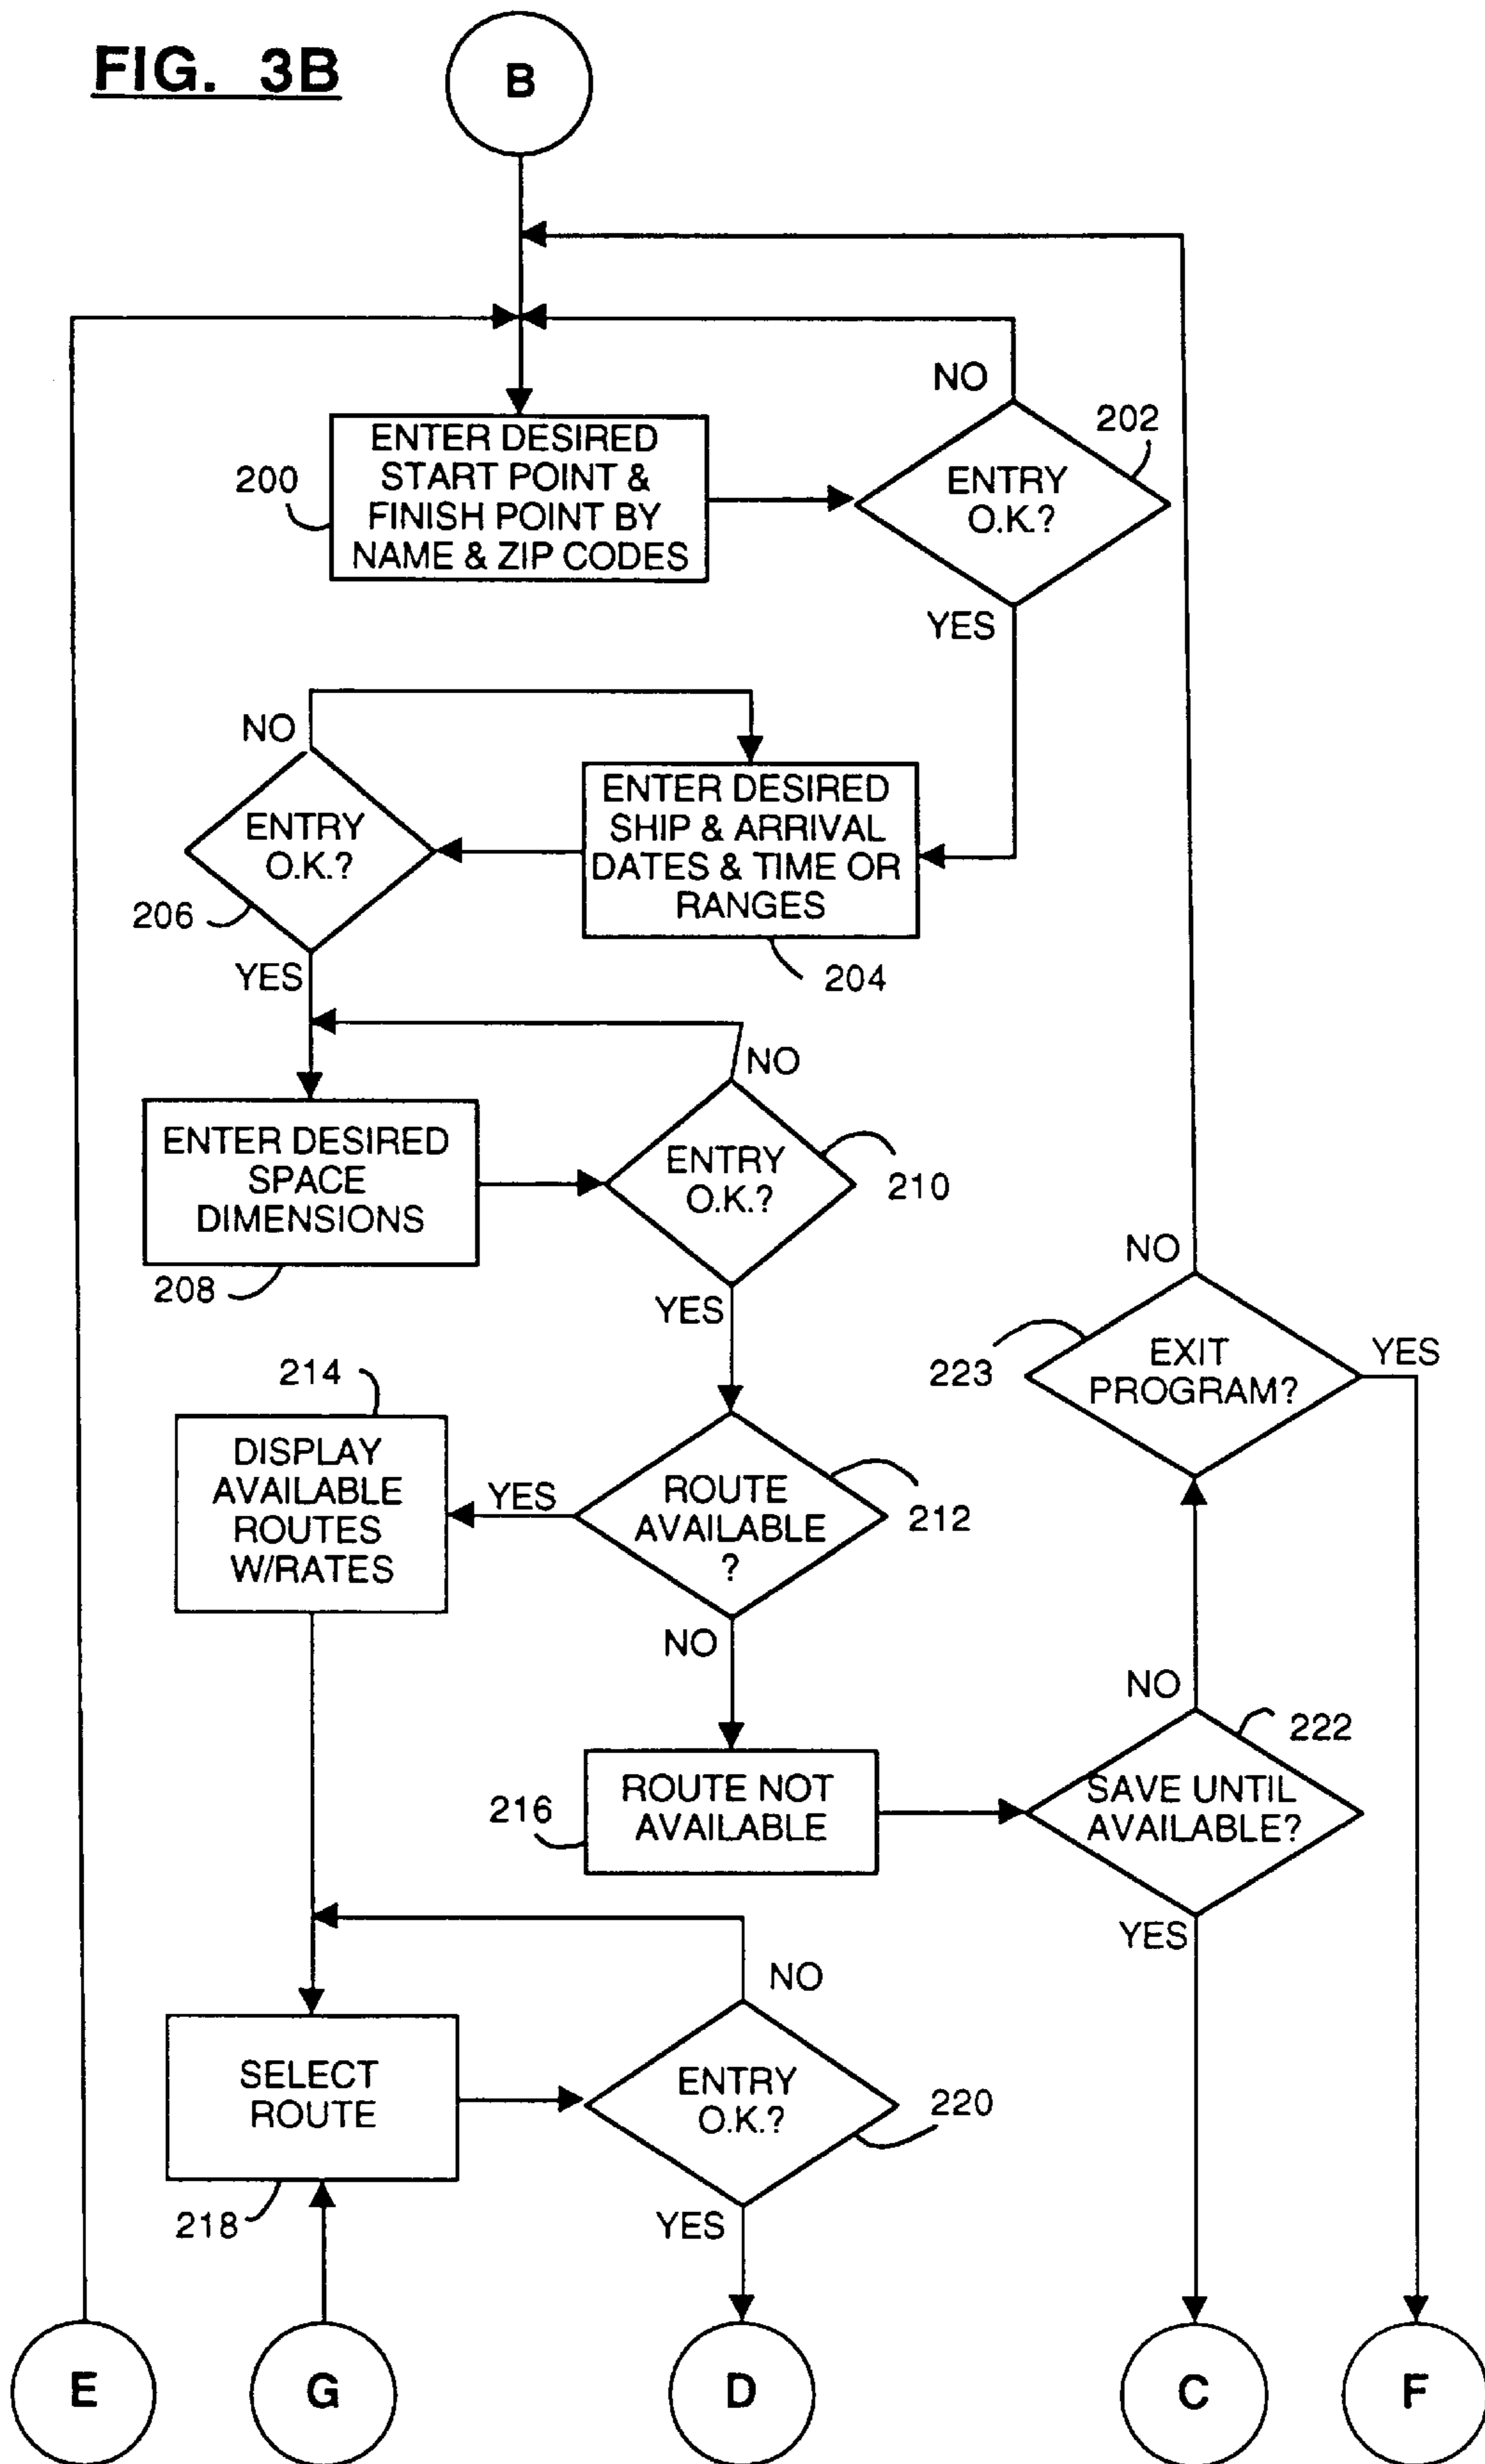 FIG. 3B
B
NO
202
ENTER DESIRED
START POINT &
FINISH POINT BY
NAME & ZIP CODES
200
ENTRY
O.K.?
YES
NO
ENTRY
O.K.?
206
ENTER DESIRED
SHIP & ARRIVAL
DATES & TIME OR
RANGES
204
YES
NO
ENTER DESIRED
SPACE
DIMENSIONS
208
ENTRY
O.K.?
210
YES
NO
223
EXIT
PROGRAM?
YES
214
DISPLAY
AVAILABLE
ROUTES
W/RATES
YES
ROUTE
AVAILABLE
?
212
NO
NO
222
216
ROUTE NOT
AVAILABLE
SAVE UNTIL
AVAILABLE?
YES
NO
SELECT
ROUTE
218
ENTRY
O.K.?
220
YES
E
G
D
C
F